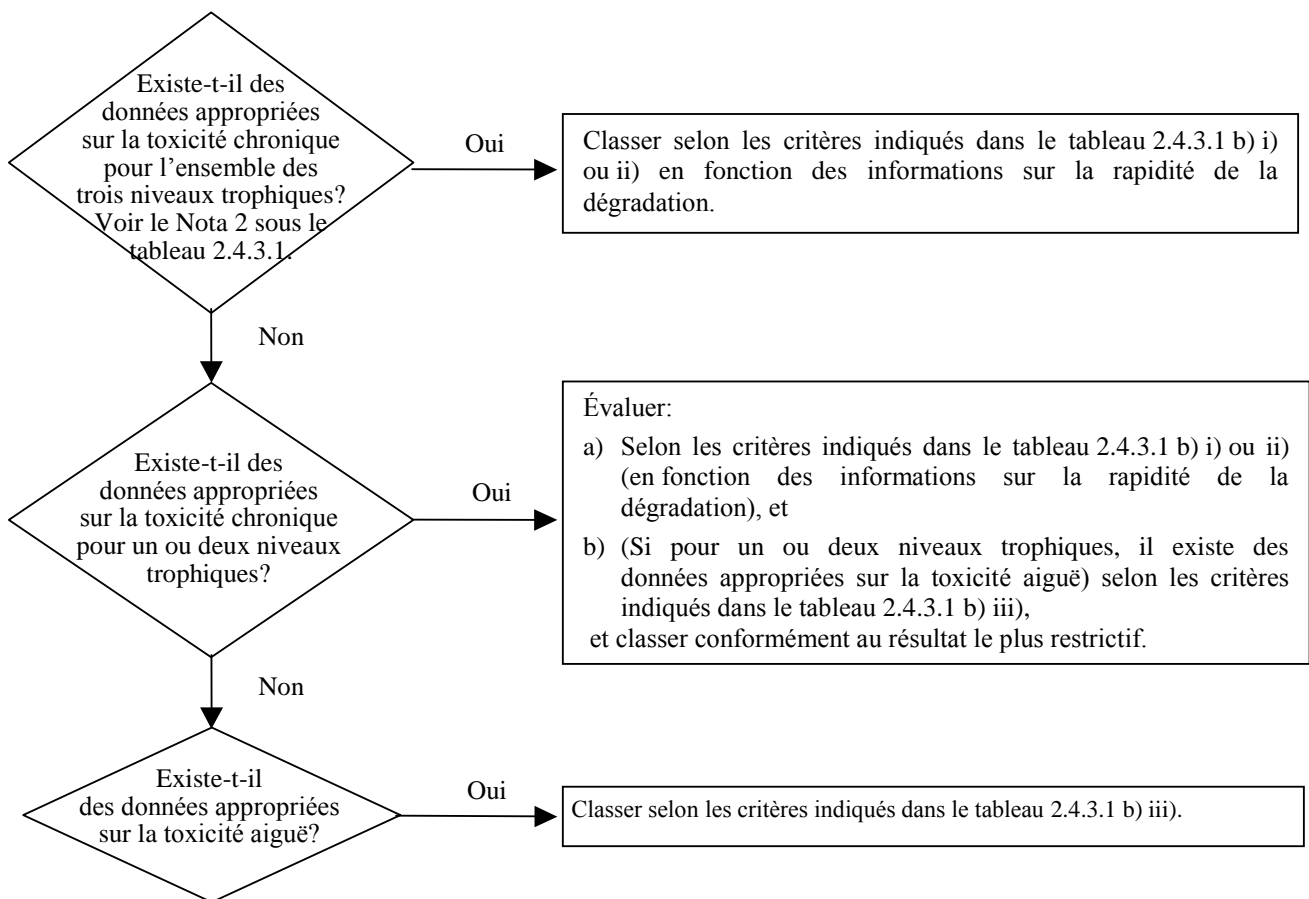 Existe-t-il des
données appropriées
sur la toxicité chronique
pour l'ensemble des
trois niveaux trophiques?
Voir le Nota 2 sous le
tableau 2.4.3.1.
Oui
Classer selon les critères indiqués dans le tableau 2.4.3.1 b) i)
ou ii) en fonction des informations sur la rapidité de la
dégradation.
Non
Existe-t-il des
données appropriées
sur la toxicité chronique
pour un ou deux niveaux
trophiques?
Oui
Évaluer:
a) Selon les critères indiqués dans le tableau 2.4.3.1 b) i) ou ii)
(en fonction des informations sur la rapidité de la
dégradation), et
b) (Si pour un ou deux niveaux trophiques, il existe des
données appropriées sur la toxicité aiguë) selon les critères
indiqués dans le tableau 2.4.3.1 b) iii),
et classer conformément au résultat le plus restrictif.
Non
Existe-t-il
des données appropriées
sur la toxicité aiguë?
Oui
Classer selon les critères indiqués dans le tableau 2.4.3.1 b) iii).